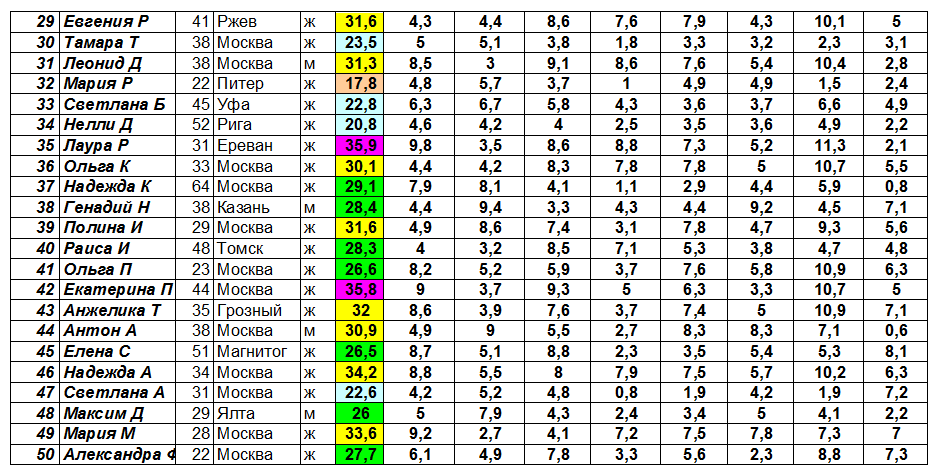 29 Евгения Р 41 Ржев ж 31,6 4,3 4,4 8,6 7,6 7,9 4,3 10,1 5
30 Тамара Т 38 Москва ж 23,5 5 5,1 3,8 1,8 3,3 3,2 2,3 3,1
31 Леонид Д 38 Москва м 31,3 8,5 3 9,1 8,6 7,6 5,4 10,4 2,8
32 Мария Р 22 Питер ж 17,8 4,8 5,7 3,7 1 4,9 4,9 1,5 2,4
33 Светлана Б 45 Уфа ж 22,8 6,3 6,7 5,8 4,3 3,6 3,7 6,6 4,9
34 Нелли Д 52 Рига ж 20,8 4,6 4,2 4 2,5 3,5 3,6 4,9 2,2
35 Лаура Р 31 Ереван ж 35,9 9,8 3,5 8,6 8,8 7,3 5,2 11,3 2,1
36 Ольга К 33 Москва ж 30,1 4,4 4,2 8,3 7,8 7,8 5 10,7 5,5
37 Надежда К 64 Москва ж 29,1 7,9 8,1 4,1 1,1 2,9 4,4 5,9 0,8
38 Генадий Н 38 Казань м 28,4 4,4 9,4 3,3 4,3 4,4 9,2 4,5 7,1
39 Полина И 29 Москва ж 31,6 4,9 8,6 7,4 3,1 7,8 4,7 9,3 5,6
40 Раиса И 48 Томск ж 28,3 4 3,2 8,5 7,1 5,3 3,8 4,7 4,8
41 Ольга П 23 Москва ж 26,6 8,2 5,2 5,9 3,7 7,6 5,8 10,9 6,3
42 Екатерина П 44 Москва ж 35,8 9 3,7 9,3 5 6,3 3,3 10,7 5
43 Анжелика Т 35 Грозный ж 32 8,6 3,9 7,6 3,7 7,4 5 10,9 7,1
44 Антон А 38 Москва м 30,9 4,9 9 5,5 2,7 8,3 8,3 7,1 0,6
45 Елена С 51 Магнитог ж 26,5 8,7 5,1 8,8 2,3 3,5 5,4 5,3 8,1
46 Надежда А 34 Москва ж 34,2 8,8 5,5 8 7,9 7,5 5,7 10,2 6,3
47 Светлана А 31 Москва ж 22,6 4,2 5,2 4,8 0,8 1,9 4,2 1,9 7,2
48 Максим Д 29 Ялта м 26 5 7,9 4,3 2,4 3,4 5 4,1 2,2
49 Мария М 28 Москва ж 33,6 9,2 2,7 4,1 7,2 7,5 7,8 7,3 7
50 Александра Ф 22 Москва ж 27,7 6,1 4,9 7,8 3,3 5,6 2,3 8,8 7,3